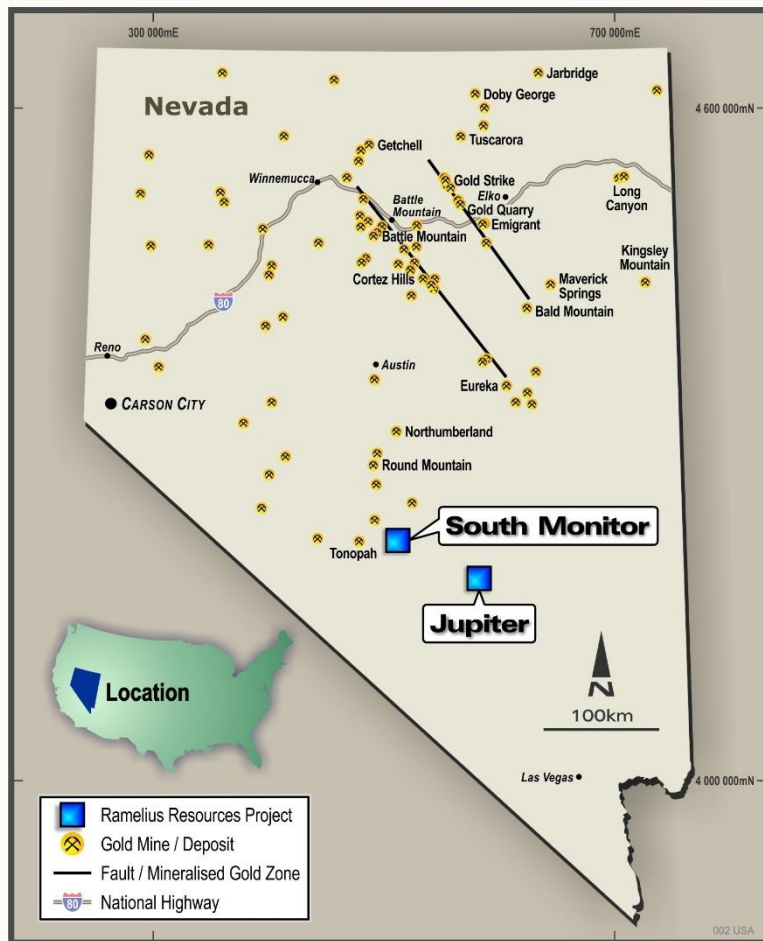 300 000mE
700 000mE
Nevada
4 600 000mN
Jarbridge
Doby George
Tuscarora
Getchell
Winnemucca
Gold Strike
Elko
Long
Canyon
Battle
Mountain
Gold Quarry
Emigrant
Battle Mountain
Kingsley
Mountain
Cortez Hills
Maverick
Springs
80
Bald Mountain
Reno
Austin
Eureka
CARSON CITY
Northumberland
Round Mountain
South Monitor
Tonopah
Jupiter
Location
N
100km
Las Vegas
4 000 000mN
Ramelius Resources Project
Gold Mine / Deposit
Fault / Mineralised Gold Zone
80
National Highway
002 USA